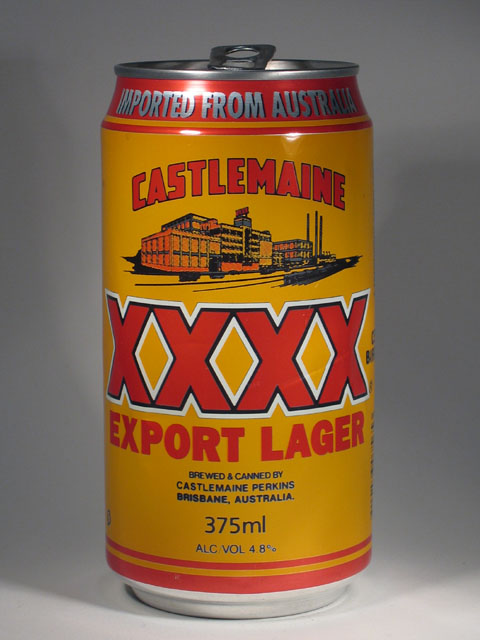 IMPORTED FROM AUSTRALIA
CASTLEMAINE
XXXX
EXPORT LAGER
BREWED & CANNED BY
CASTLEMAINE PERKINS
BRISBANE, AUSTRALIA.
375ml
ALC/VOL 4.8%